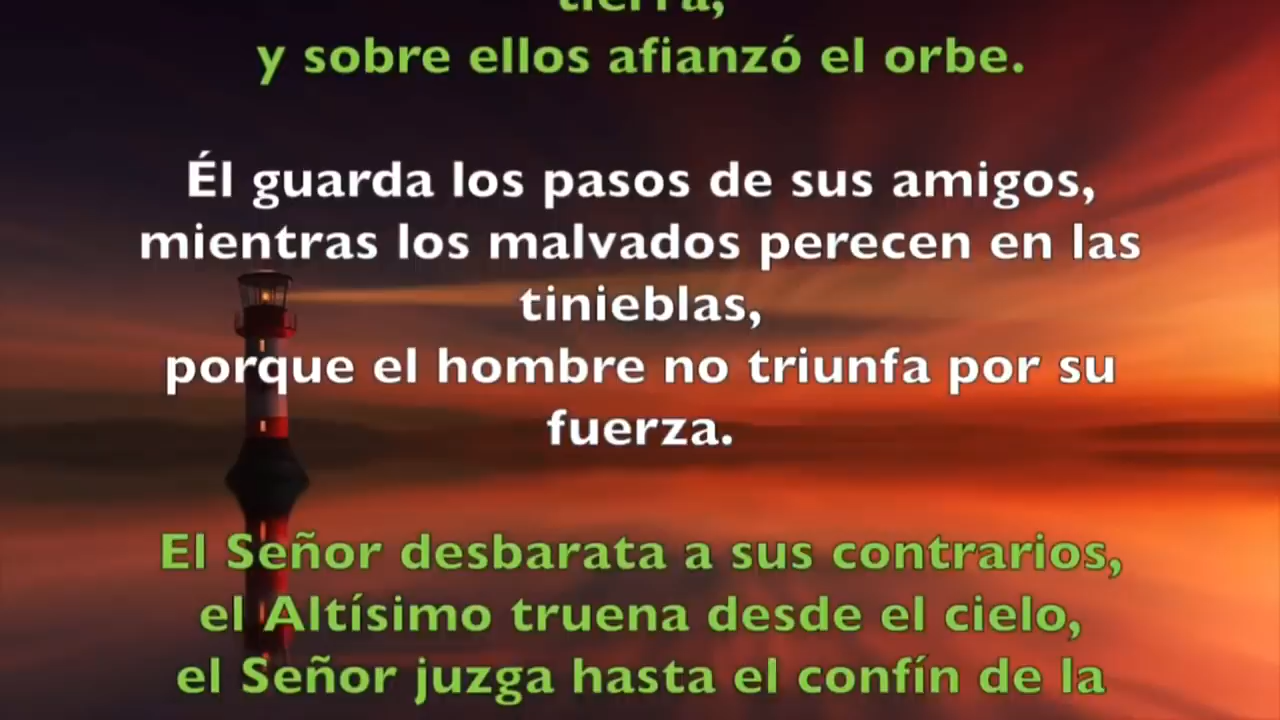 tierra,
y sobre ellos afianzó el orbe.
Él guarda los pasos de sus amigos,
mientras los malvados perecen en las
tinieblas,
porque el hombre no triunfa por su
fuerza.
El Señor desbarata a sus contrarios,
el Altísimo truena desde el cielo,
el Señor juzga hasta el confín de la